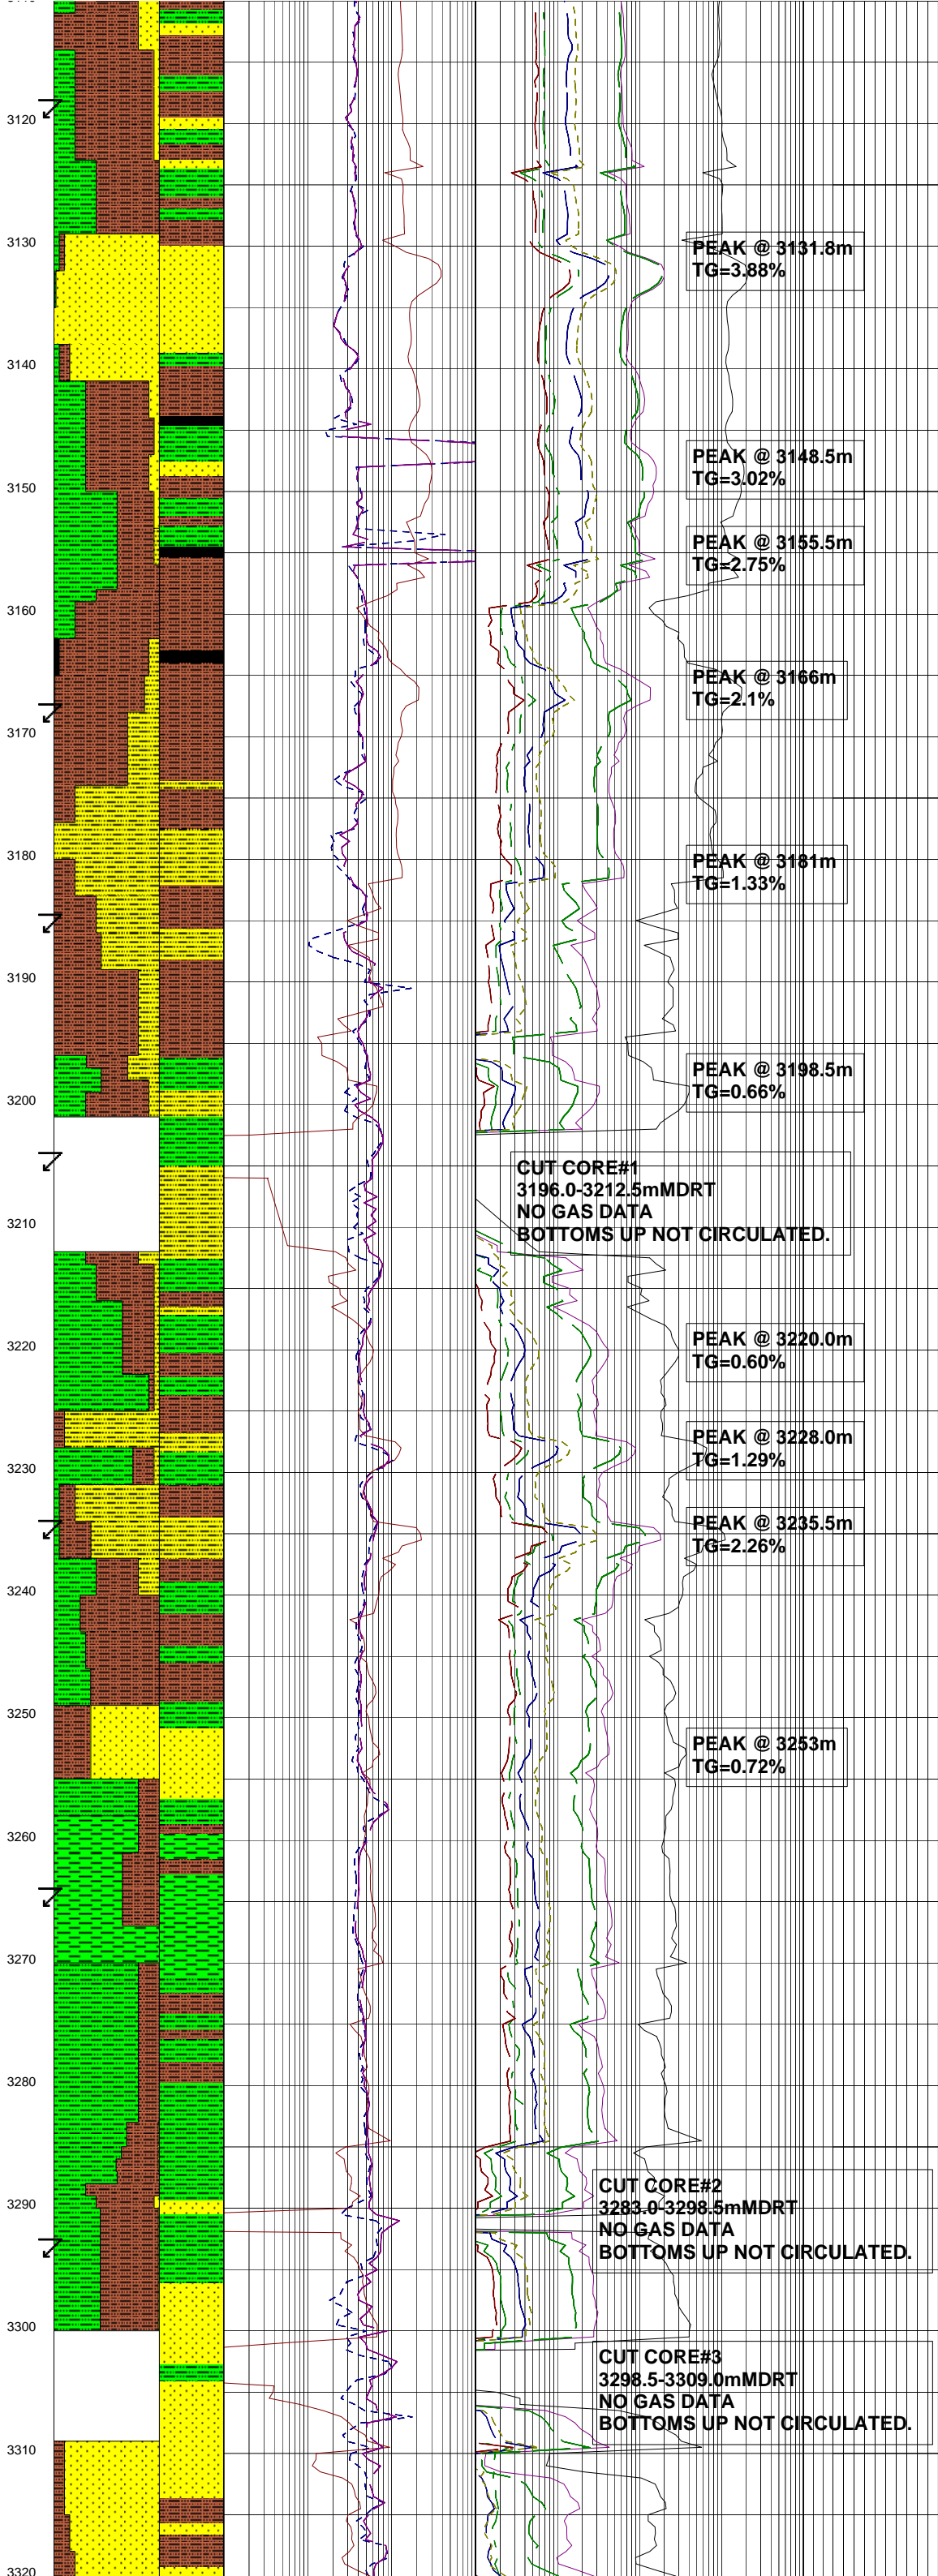 3120
3130
PEAK @ 3131.8m
TG=3.88%
3140
PEAK @ 3148.5m
TG=3.02%
3150
PEAK @ 3155.5m
TG=2.75%
3160
PEAK @ 3166m
TG=2.1%
3170
3180
PEAK @ 3181m
TG=1.33%
3190
PEAK @ 3198.5m
TG=0.66%
3200
CUT CORE#1
3196.0-3212.5mMDRT
NO GAS DATA
BOTTOMS UP NOT CIRCULATED.
3210
PEAK @ 3220.0m
TG=0.60%
3220
PEAK @ 3228.0m
TG=1.29%
3230
PEAK @ 3235.5m
TG=2.26%
3240
3250
PEAK @ 3253m
TG=0.72%
3260
3270
3280
CUT CORE#2
3283.0-3298.5mMDRT
NO GAS DATA
BOTTOMS UP NOT CIRCULATED.
3290
3300
CUT CORE#3
3298.5-3309.0mMDRT
NO GAS DATA
BOTTOMS UP NOT CIRCULATED.
3310
3320